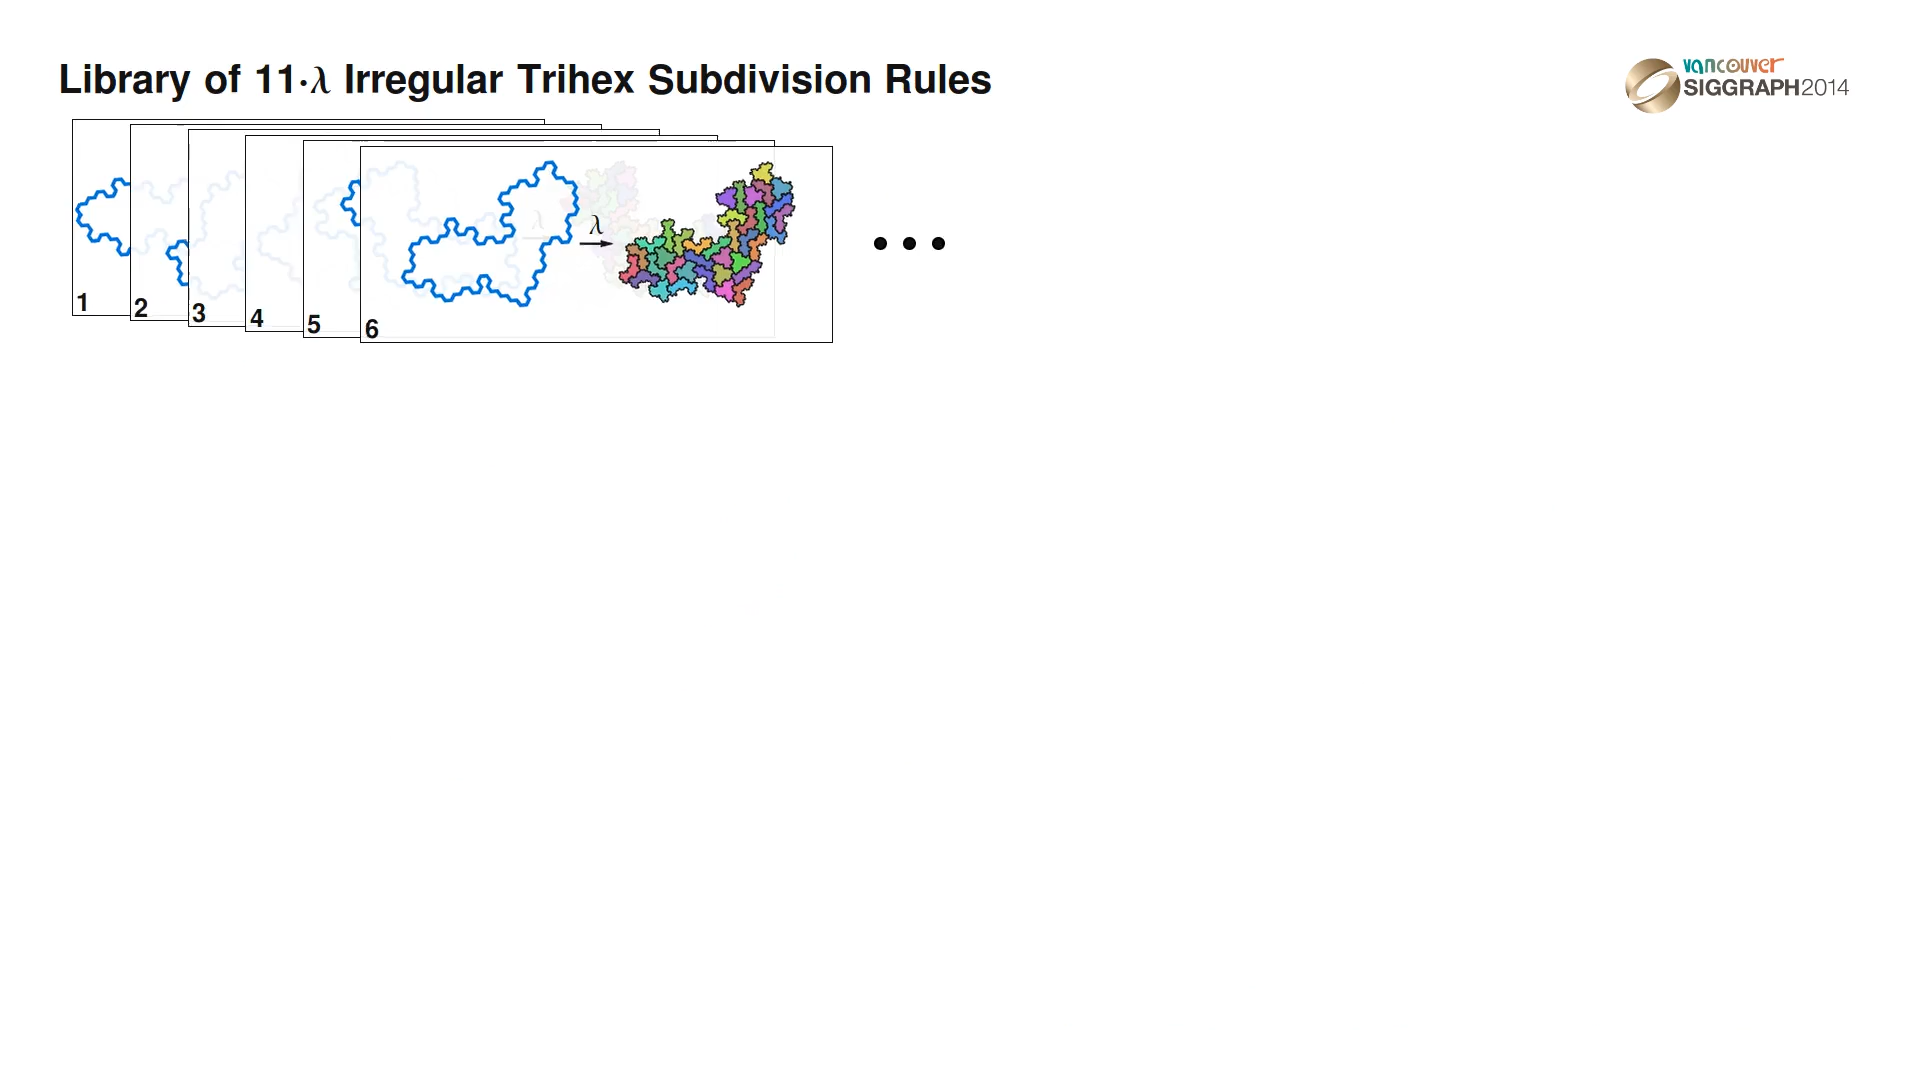 Library of 11·λ Irregular Trihex Subdivision Rules
vancouver
SIGGRAPH2014
λ
λ
1
2
3
4
5
6